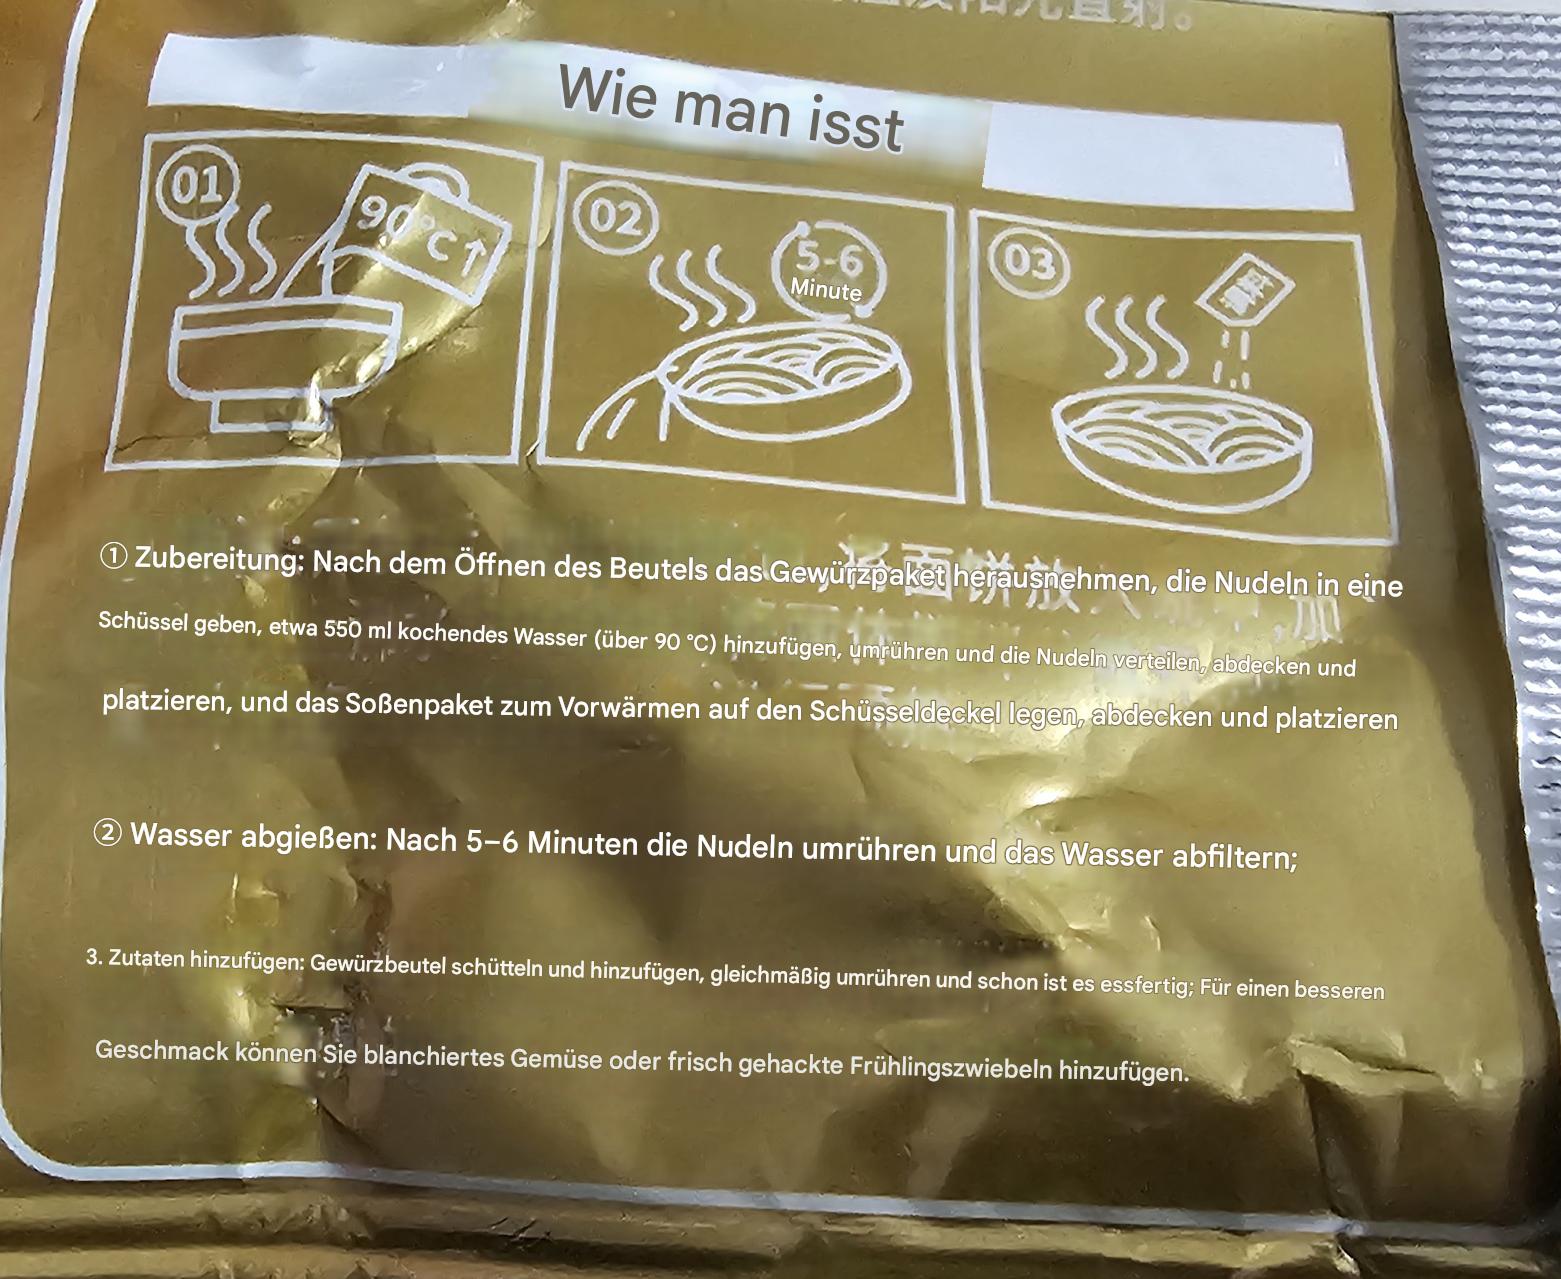 阳光直射。
Wie man isst
01
90°C↑
02
5-6
Minute
03
① Zubereitung: Nach dem Öffnen des Beutels das Gewürzpaket herausnehmen, die Nudeln in eine
Schüssel geben, etwa 550 ml kochendes Wasser (über 90 °C) hinzufügen, umrühren und die Nudeln verteilen, abdecken und
platzieren, und das Soßenpaket zum Vorwärmen auf den Schüsseldeckel legen, abdecken und platzieren
② Wasser abgießen: Nach 5–6 Minuten die Nudeln umrühren und das Wasser abfiltern;
3. Zutaten hinzufügen: Gewürzbeutel schütteln und hinzufügen, gleichmäßig umrühren und schon ist es essfertig; Für einen besseren
Geschmack können Sie blanchiertes Gemüse oder frisch gehackte Frühlingszwiebeln hinzufügen.